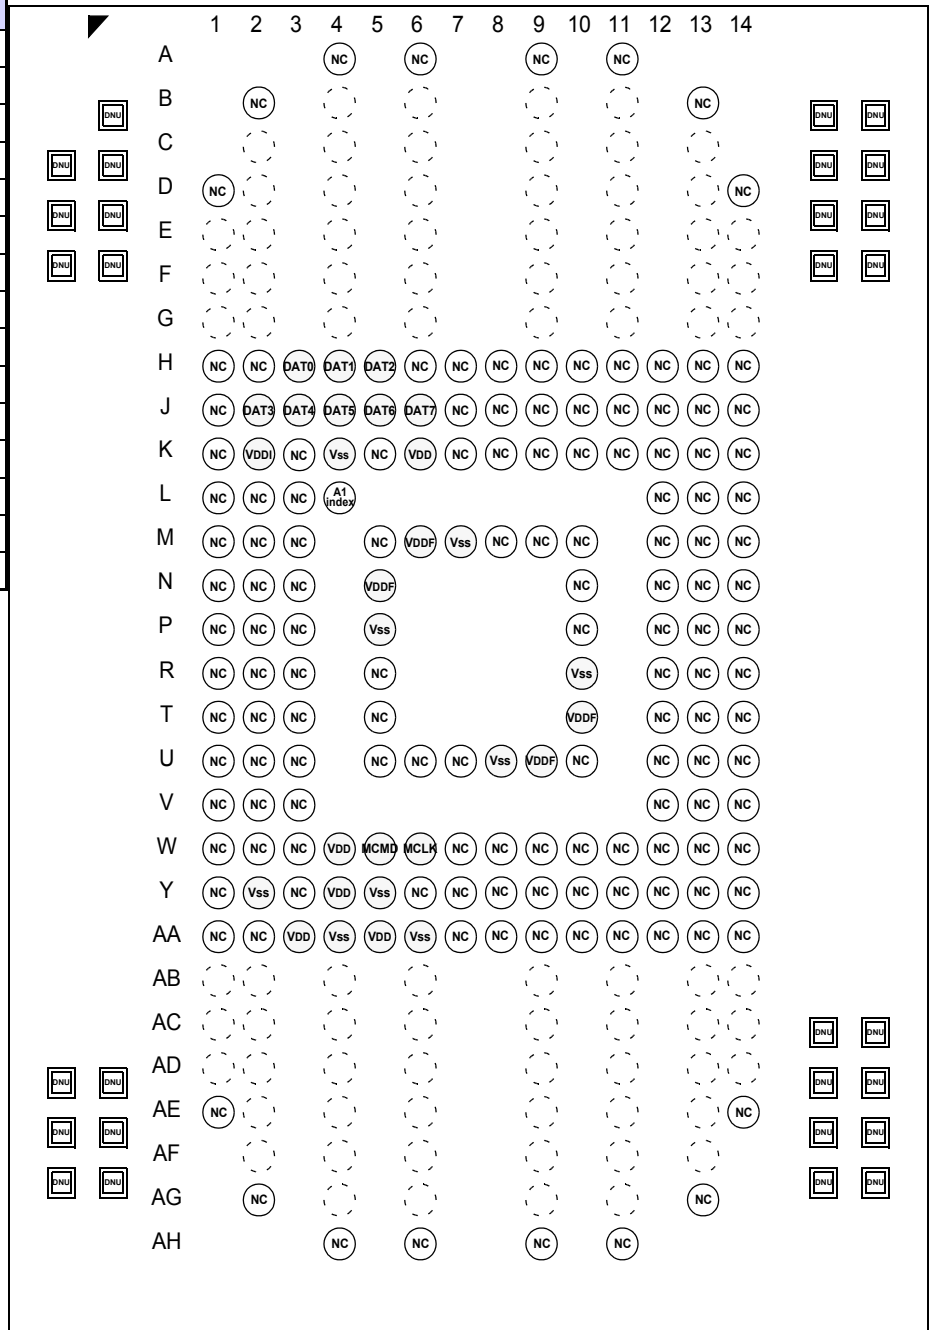 1 2 3 4 5 6 7 8 9 10 11 12 13 14
A NC NC NC NC
B NC NC
DNU DNU DNU
C
DNU DNU DNU DNU
D NC NC
DNU DNU DNU DNU
E
F
DNU DNU DNU DNU
G
H NC NC DAT0 DAT1 DAT2 NC NC NC NC NC NC NC NC NC
J NC DAT3 DAT4 DAT5 DAT6 DAT7 NC NC NC NC NC NC NC NC
K NC VDDI NC Vss NC VDD NC NC NC NC NC NC NC NC
L NC NC NC A1 index NC NC NC
M NC NC NC NC VDDF Vss NC NC NC NC NC NC
N NC NC NC VDDF NC NC NC NC
P NC NC NC Vss NC NC NC NC
R NC NC NC NC Vss NC NC NC
T NC NC NC NC VDDF NC NC NC
U NC NC NC NC NC NC Vss VDDF NC NC NC NC
V NC NC NC NC NC NC
W NC NC NC VDD MCMD MCLK NC NC NC NC NC NC NC NC
Y NC Vss NC VDD Vss NC NC NC NC NC NC NC NC NC
AA NC NC VDD Vss VDD Vss NC NC NC NC NC NC NC NC
AB
AC
DNU DNU
AD
DNU DNU DNU DNU
AE NC NC
DNU DNU DNU DNU
AF
DNU DNU DNU DNU
AG NC NC
AH NC NC NC NC